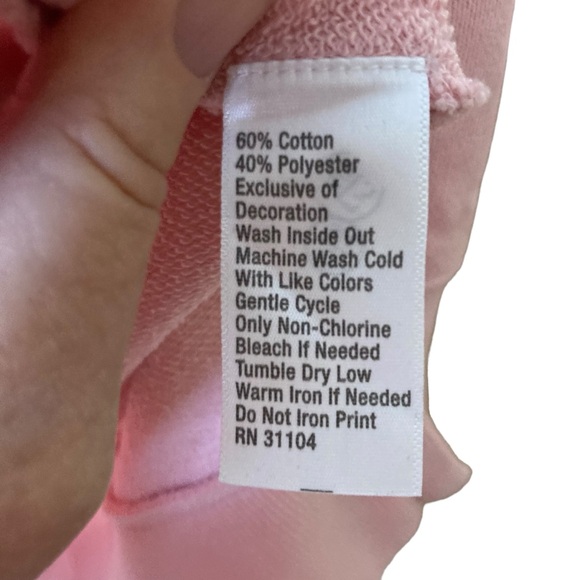 60% Cotton
40% Polyester
Exclusive of
Decoration
Wash Inside Out
Machine Wash Cold
With Like Colors
Gentle Cycle
Only Non-Chlorine
Bleach If Needed
Tumble Dry Low
Warm Iron If Needed
Do Not Iron Print
RN 31104